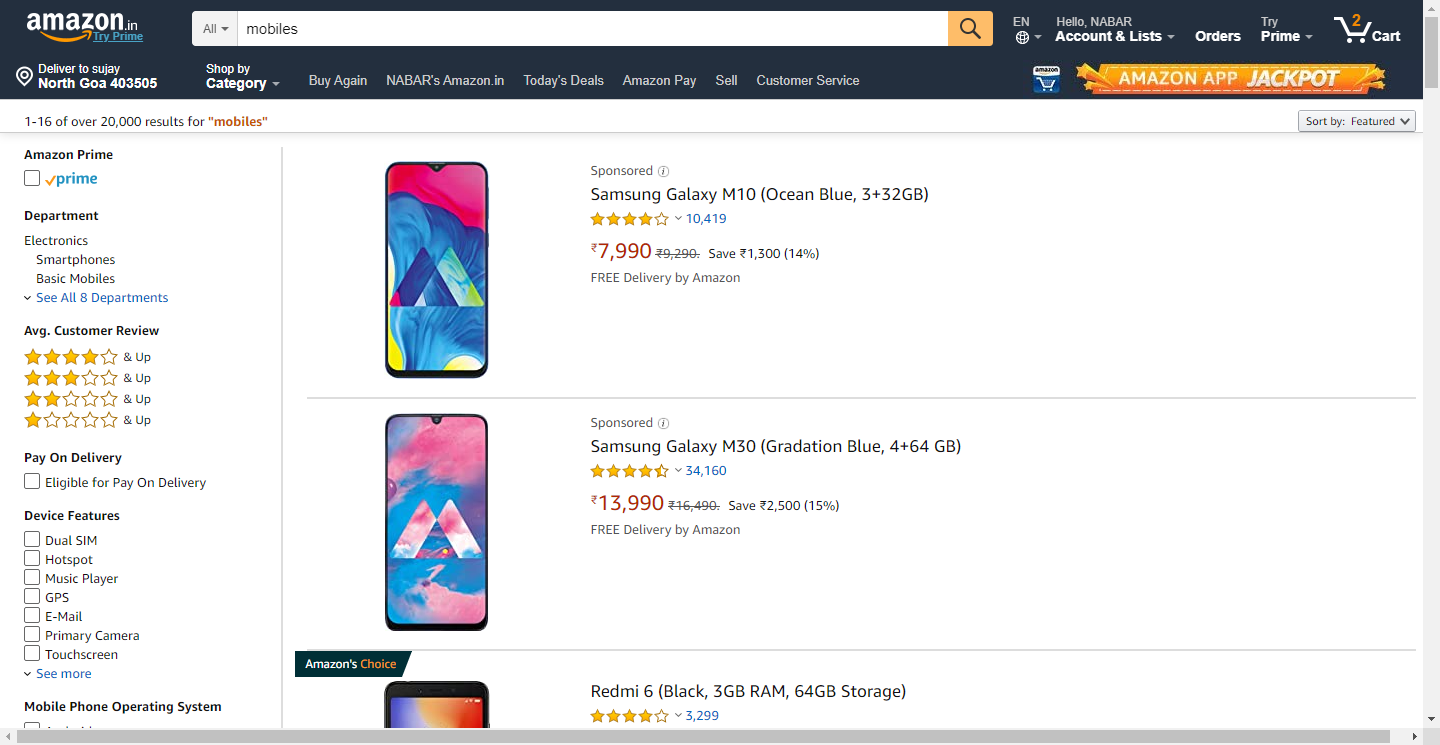 amazon.in
Try Prime
All
mobiles
EN
Hello, NABAR
Account & Lists
Orders
Try
Prime
2
Cart
Deliver to sujay
North Goa 403505
Shop by
Category
Buy Again
NABAR's Amazon.in
Today's Deals
Amazon Pay
Sell
Customer Service
amazon
AMAZON APP JACKPOT
1-16 of over 20,000 results for "mobiles"
Sort by: Featured
Amazon Prime
prime
Department
Electronics
Smartphones
Basic Mobiles
See All 8 Departments
Avg. Customer Review
& Up
& Up
& Up
& Up
Pay On Delivery
Eligible for Pay On Delivery
Device Features
Dual SIM
Hotspot
Music Player
GPS
E-Mail
Primary Camera
Touchscreen
See more
Mobile Phone Operating System
Sponsored
Samsung Galaxy M10 (Ocean Blue, 3+32GB)
10,419
₹7,990 ₹9,290. Save ₹1,300 (14%)
FREE Delivery by Amazon
Sponsored
Samsung Galaxy M30 (Gradation Blue, 4+64 GB)
34,160
₹13,990 ₹16,490. Save ₹2,500 (15%)
FREE Delivery by Amazon
Amazon's Choice
Redmi 6 (Black, 3GB RAM, 64GB Storage)
3,299